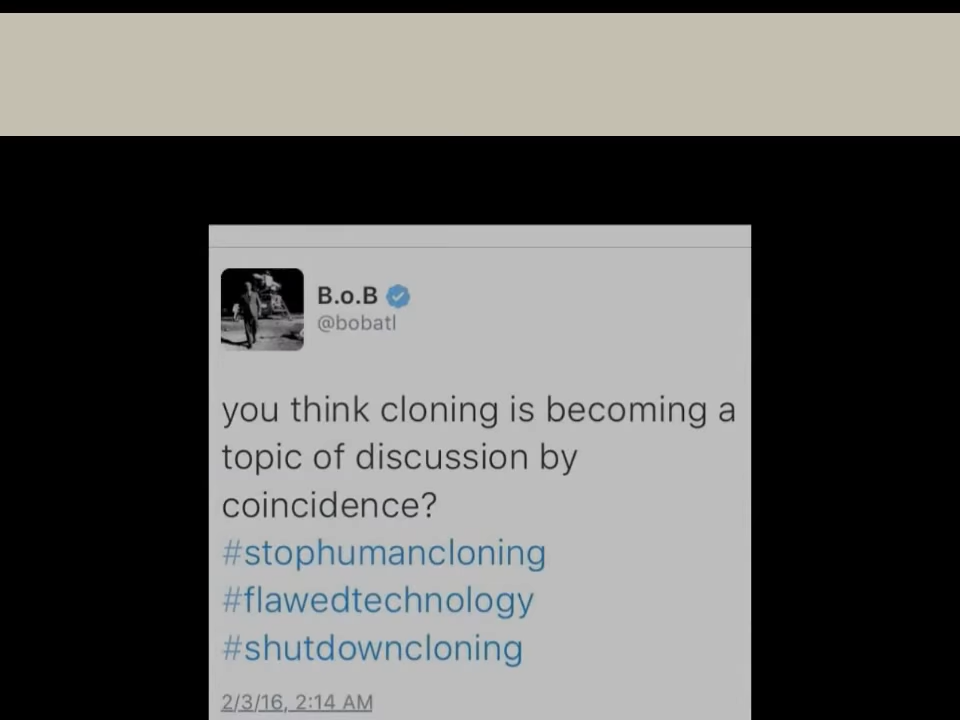 B.o.B
@bobatl
you think cloning is becoming a
topic of discussion by
coincidence?
#stophumancloning
#flawedtechnology
#shutdowncloning
2/3/16, 2:14 AM